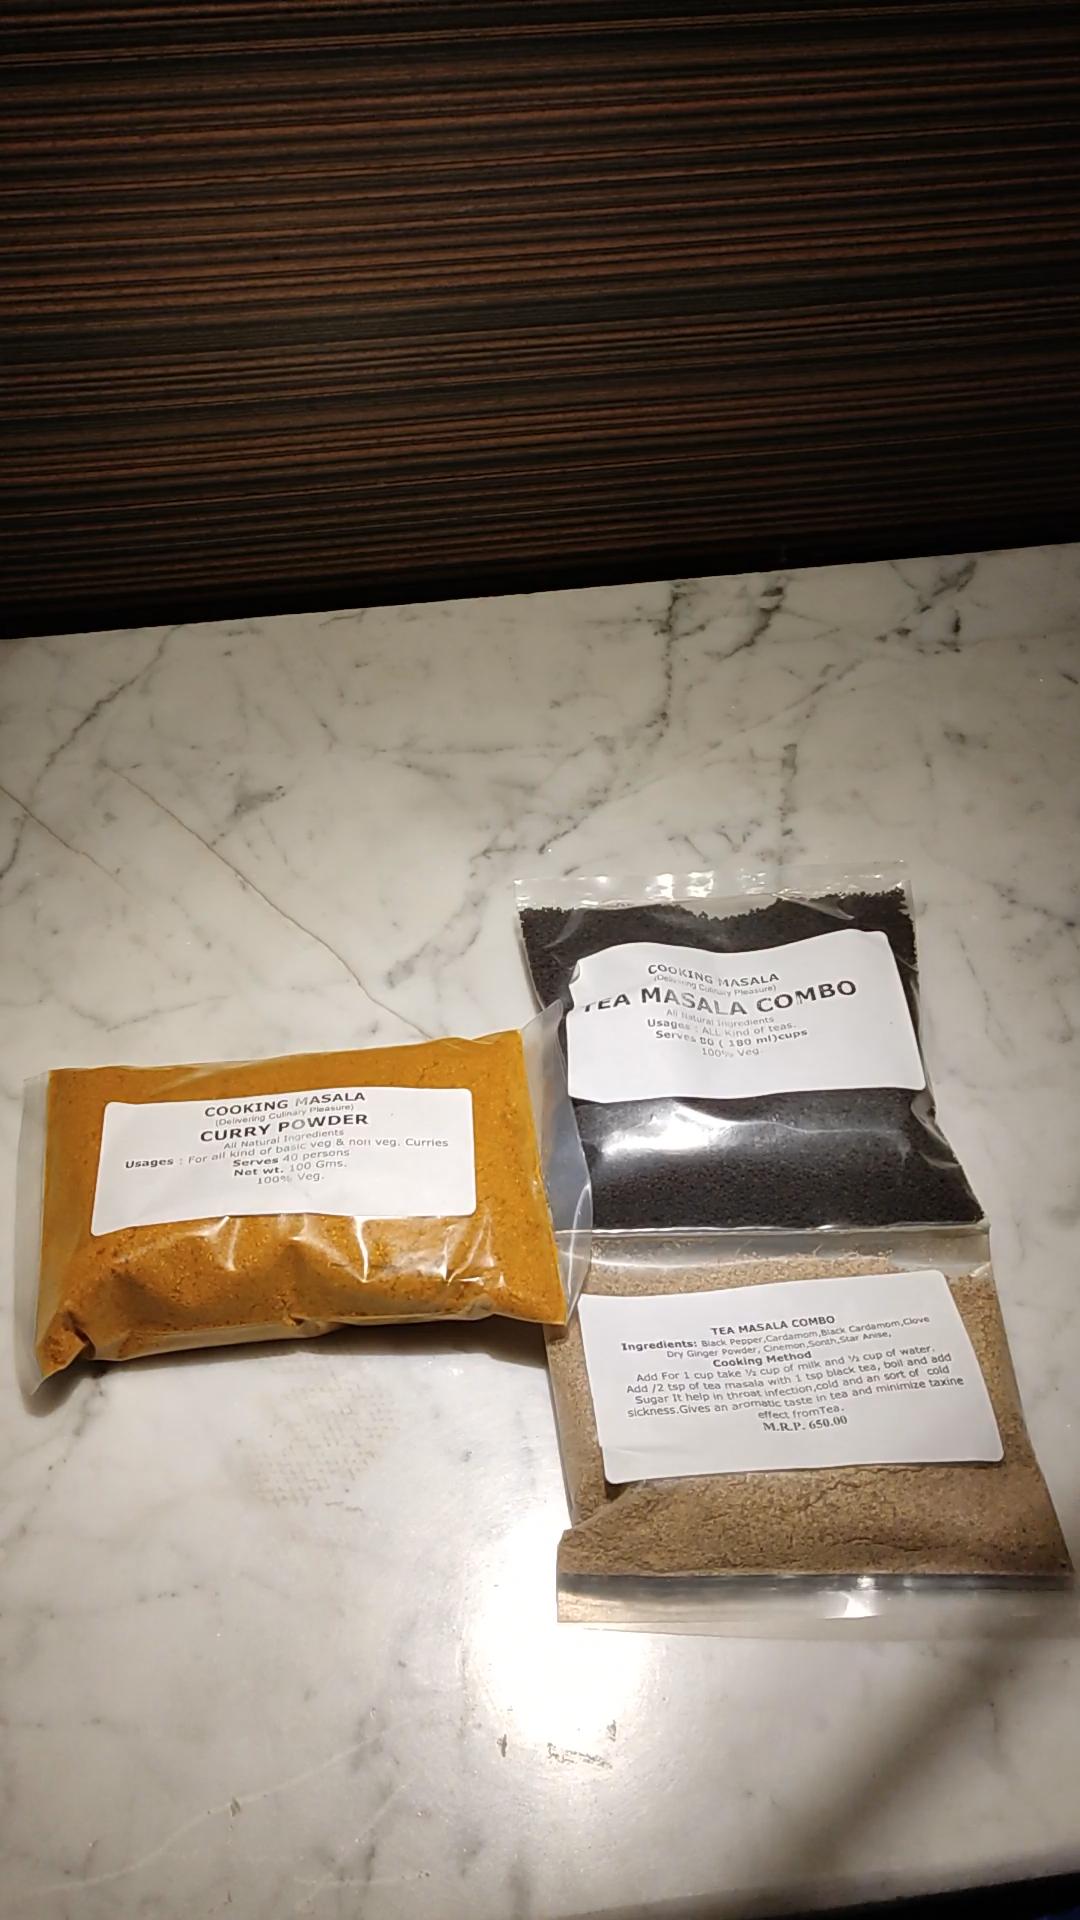 COOKING MASALA
(Delivering Culinary Pleasure)
CURRY POWDER
All Natural Ingredients
Usages : For all kind of basic veg & non veg. Curries
Serves 40 persons
Net wt. 100 Gms.
100% Veg.
COOKING MASALA
(Delivering Culinary Pleasure)
TEA MASALA COMBO
All Natural Ingredients
Usages : ALL Kind of teas.
Serves 80 ( 180 ml)cups
100% Veg.
TEA MASALA COMBO
Ingredients: Black Pepper,Cardamom,Black Cardamom,Clove
Dry Ginger Powder, Cinemon,Sonth,Star Anise,
Cooking Method
Add For 1 cup take ½ cup of milk and ½ cup of water.
Add /2 tsp of tea masala with 1 tsp black tea, boil and add
Sugar It help in throat infection,cold and an sort of cold
sickness.Gives an aromatic taste in tea and minimize taxine
effect fromTea.
M.R.P. 650.00